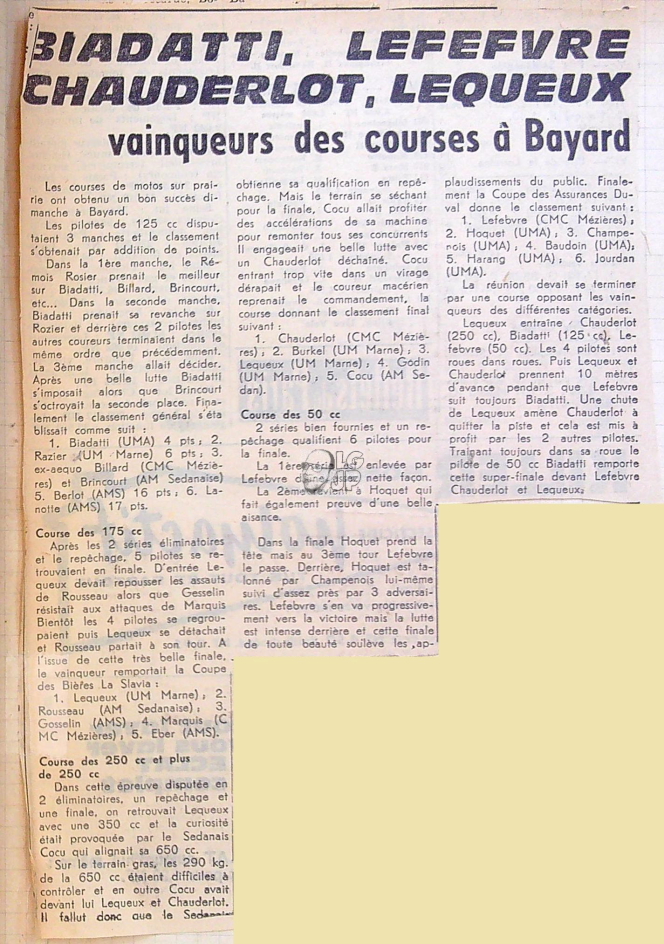 BIADATTI, LEFEFVRE
CHAUDERLOT, LEQUEUX
vainqueurs des courses à Bayard
Les courses de motos sur prai-
rie ont obtenu un bon succès di-
manche à Bayard.
Les pilotes de 125 cc dispu-
taient 3 manches et le classement
s'obtenait par addition de points.
Dans la 1ère manche, le Ré-
mois Rosier prenait le meilleur
sur Biadatti, Billard, Brincourt,
etc... Dans la seconde manche,
Biadatti prenait sa revanche sur
Rozier et derrière ces 2 pilotes les
autres coureurs terminaient dans le
même ordre que précédemment.
La 3ème manche allait décider.
Après une belle lutte Biadatti
s'imposait alors que Brincourt
s'octroyait la seconde place. Fina-
lement le classement général s'éta
blissait comme suit :
1. Biadatti (UMA) 4 pts ; 2.
Razier (UM Marne) 6 pts ; 3.
ex-aequo Billard (CMC Méziè-
res) et Brincourt (AM Sedanaise)
5. Berlot (AMS) 16 pts ; 6. La-
notte (AMS) 17 pts.
Course des 175 cc
Après les 2 séries éliminatoires
et le repêchage, 5 pilotes se re-
trouvaient en finale. D'entrée Le-
queux devait repousser les assauts
de Rousseau alors que Gesselin
résistait aux attaques de Marquis
Bientôt les 4 pilotes se regrou-
paient puis Lequeux se détachait
et Rousseau partait à son tour. A
l'issue de cette très belle finale,
le vainqueur remportait la Coupe
des Bières La Slavia :
1. Lequeux (UM Marne) ; 2.
Rousseau (AM Sedanaise) ; 3.
Gosselin (AMS) ; 4. Marquis (C
MC Mézières) ; 5. Eber (AMS).
Course des 250 cc et plus
de 250 cc
Dans cette épreuve disputée en
2 éliminatoires, un repêchage et
une finale, on retrouvait Lequeux
avec une 350 cc et la curiosité
était provoquée par le Sedanais
Cocu qui alignait sa 650 cc.
Sur le terrain gras, les 290 kg.
de la 650 cc étaient difficiles à
contrôler et en outre Cocu avait
devant lui Lequeux et Chauderlot.
Il fallut donc que le Sedanais
obtienne sa qualification en repê-
chage. Mais le terrain se séchant
pour la finale, Cocu allait profiter
des accélérations de sa machine
pour remonter tous ses concurrents
Il engageait une belle lutte avec
un Chauderlot déchaîné. Cocu
entrant trop vite dans un virage
dérapait et le coureur macérien
reprenait le commandement, la
course donnant le classement final
suivant :
1. Chauderlot (CMC Méziè-
res) ; 2. Burkel (UM Marne) ; 3.
Lequeux (UM Marne) ; 4. Gödin
(UM Marne) ; 5. Cocu (AM Se-
dan).
Course des 50 cc
2 séries bien fournies et un re-
pêchage qualifient 6 pilotes pour
la finale.
La 1ère série enlevée par
Lefebvre d'une assez nette façon.
La 2ème revient à Hoquet qui
fait également preuve d'une belle
aisance.
Dans la finale Hoquet prend la
tête mais au 3ème tour Lefebvre
le passe. Derrière, Hoquet est ta-
lonné par Champenois lui-même
suivi d'assez près par 3 adversai-
res. Lefebvre s'en va progressive-
ment vers la victoire mais la lutte
est intense derrière et cette finale
de toute beauté soulève les ap-
plaudissements du public. Finale-
ment la Coupe des Assurances Du-
val donne le classement suivant :
1. Lefebvre (CMC Mézières) ;
2. Hoquet (UMA) ; 3. Champe-
nois (UMA) ; 4. Baudoin (UMA);
5. Harang (UMA) ; 6. Jourdan
(UMA).
La réunion devait se terminer
par une course opposant les vain-
queurs des différentes catégories.
Lequeux entraîne Chauderlot
(250 cc), Biadatti (125 cc), Le-
febvre (50 cc). Les 4 pilotes sont
roues dans roues. Puis Lequeux et
Chauderlot prennent 10 mètres
d'avance pendant que Lefebvre
suit toujours Biadatti. Une chute
de Lequeux amène Chauderlot à
quitter la piste et cela est mis à
profit par les 2 autres pilotes.
Traînant toujours dans sa roue le
pilote de 50 cc Biadatti remporte
cette super-finale devant Lefebvre
Chauderlot et Lequeux.